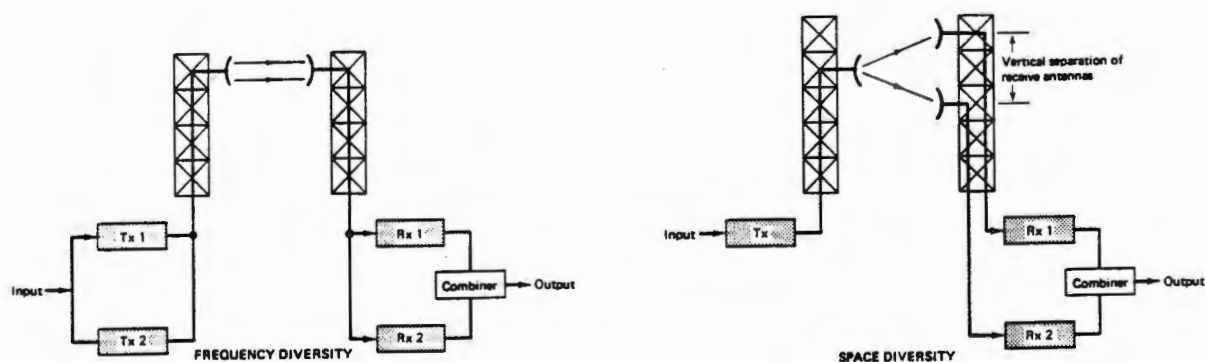 Vertical separation of
receive antennas
Tx 1
Rx 1
Input
Combiner
Output
Tx 2
Rx 2
FREQUENCY DIVERSITY
Input
Tx
Rx 1
Combiner
Output
Rx 2
SPACE DIVERSITY